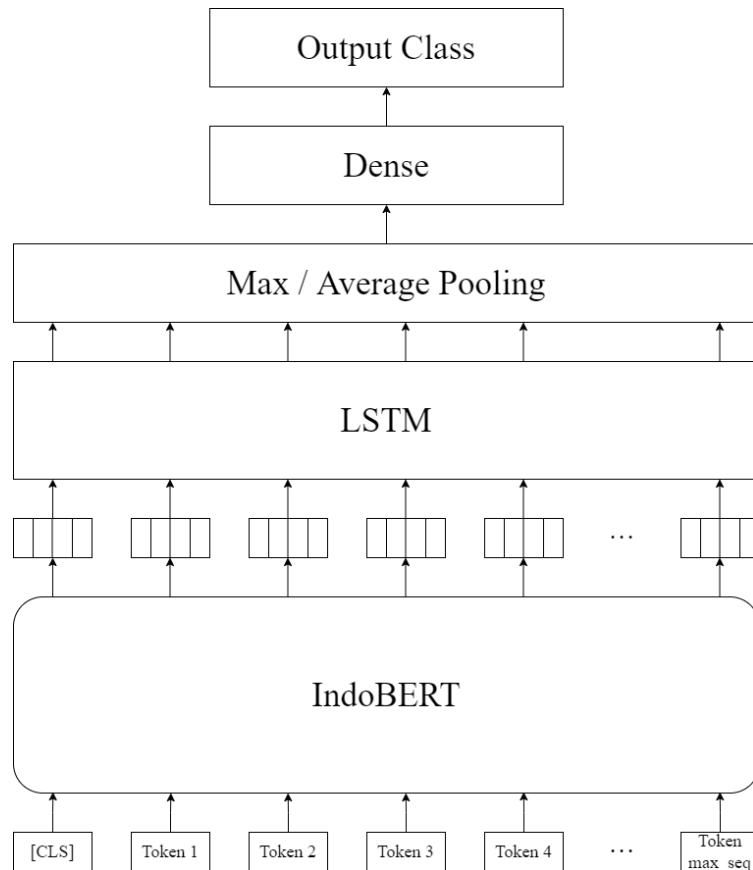 Output Class
Dense
Max / Average Pooling
LSTM
...
IndoBERT
[CLS] Token 1 Token 2 Token 3 Token 4 ... Token
max_seq